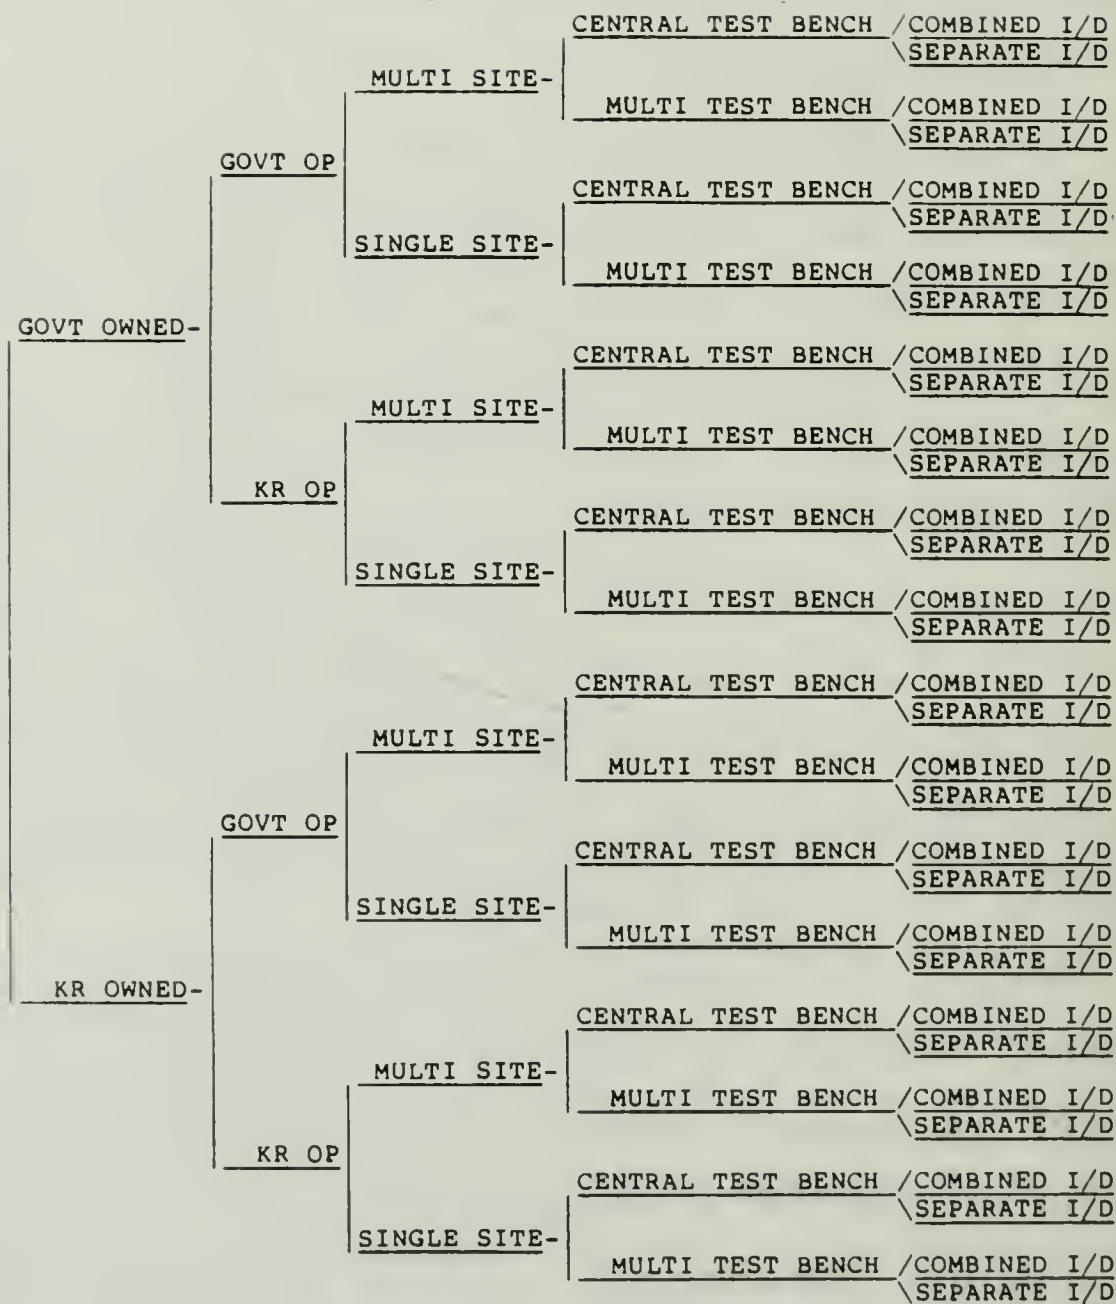 CENTRAL TEST BENCH /COMBINED I/D
\SEPARATE I/D
MULTI SITE-
MULTI TEST BENCH /COMBINED I/D
\SEPARATE I/D
GOVT OP
CENTRAL TEST BENCH /COMBINED I/D
\SEPARATE I/D
SINGLE SITE-
MULTI TEST BENCH /COMBINED I/D
\SEPARATE I/D
GOVT OWNED-
CENTRAL TEST BENCH /COMBINED I/D
\SEPARATE I/D
MULTI SITE-
MULTI TEST BENCH /COMBINED I/D
\SEPARATE I/D
KR OP
CENTRAL TEST BENCH /COMBINED I/D
\SEPARATE I/D
SINGLE SITE-
MULTI TEST BENCH /COMBINED I/D
\SEPARATE I/D
CENTRAL TEST BENCH /COMBINED I/D
\SEPARATE I/D
MULTI SITE-
MULTI TEST BENCH /COMBINED I/D
\SEPARATE I/D
GOVT OP
CENTRAL TEST BENCH /COMBINED I/D
\SEPARATE I/D
SINGLE SITE-
MULTI TEST BENCH /COMBINED I/D
\SEPARATE I/D
KR OWNED-
CENTRAL TEST BENCH /COMBINED I/D
\SEPARATE I/D
MULTI SITE-
MULTI TEST BENCH /COMBINED I/D
\SEPARATE I/D
KR OP
CENTRAL TEST BENCH /COMBINED I/D
\SEPARATE I/D
SINGLE SITE-
MULTI TEST BENCH /COMBINED I/D
\SEPARATE I/D